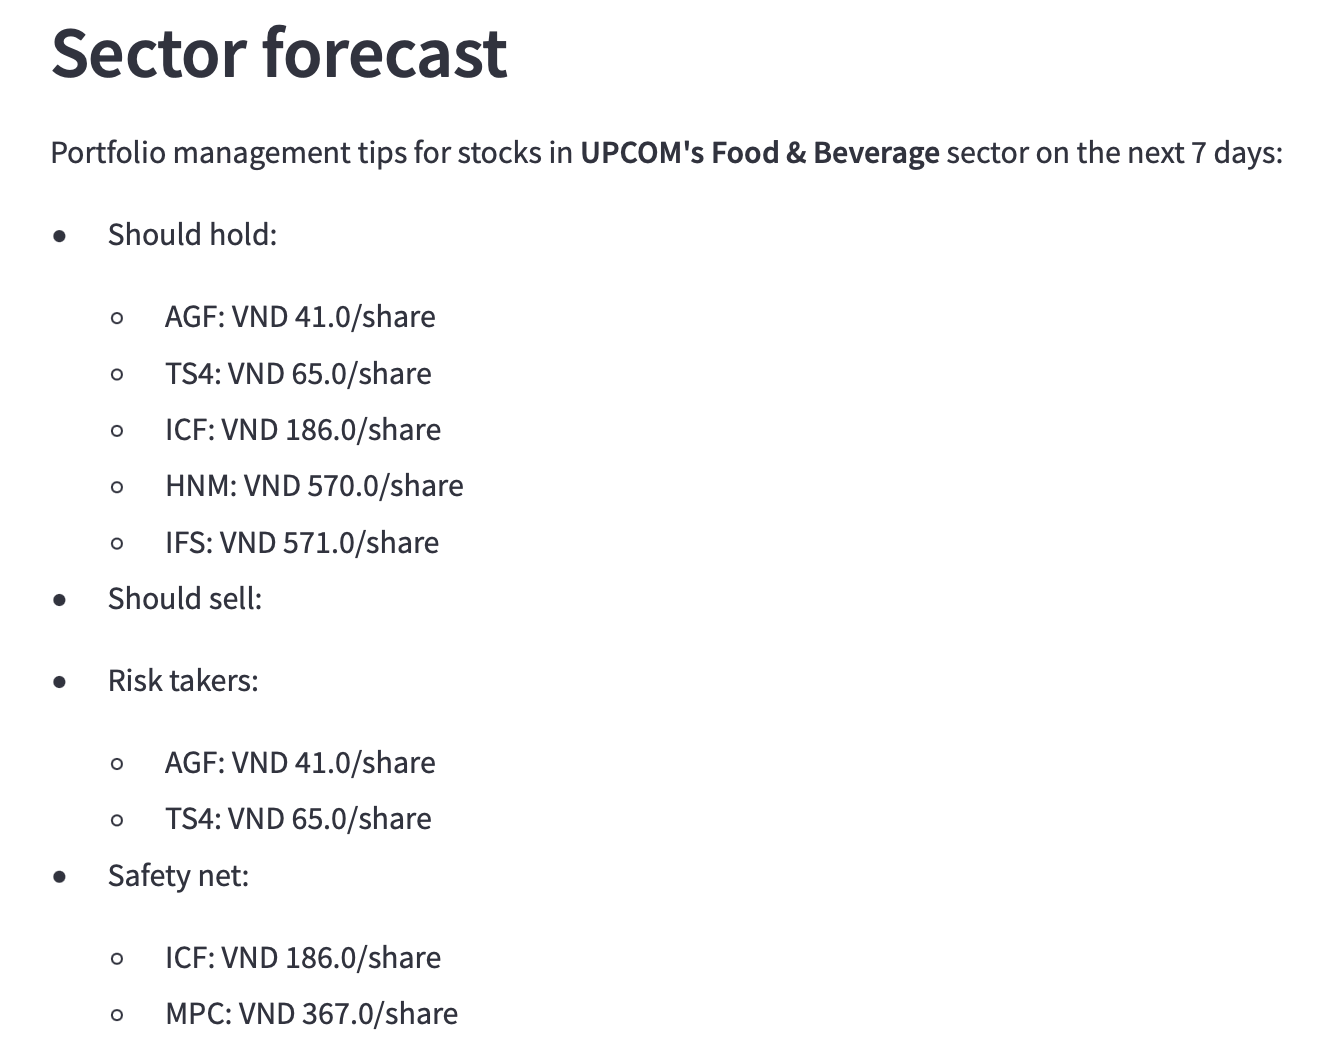 Sector forecast
Portfolio management tips for stocks in UPCOM's Food & Beverage sector on the next 7 days:
• Should hold:
◦ AGF: VND 41.0/share
◦ TS4: VND 65.0/share
◦ ICF: VND 186.0/share
◦ HNM: VND 570.0/share
◦ IFS: VND 571.0/share
• Should sell:
• Risk takers:
◦ AGF: VND 41.0/share
◦ TS4: VND 65.0/share
• Safety net:
◦ ICF: VND 186.0/share
◦ MPC: VND 367.0/share